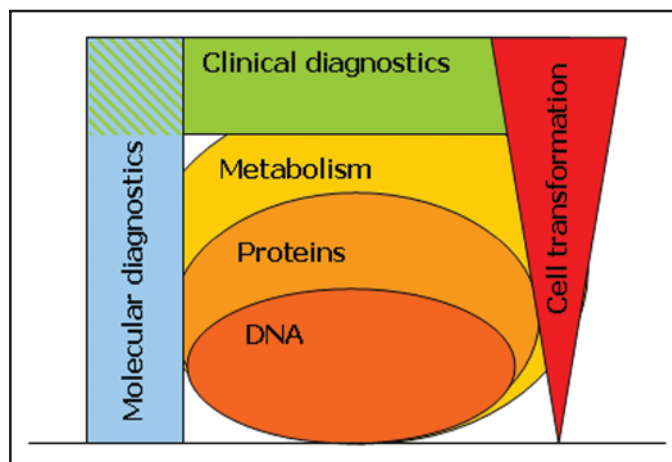 Clinical diagnostics
Metabolism
Proteins
DNA
Molecular diagnostics
Cell transformation